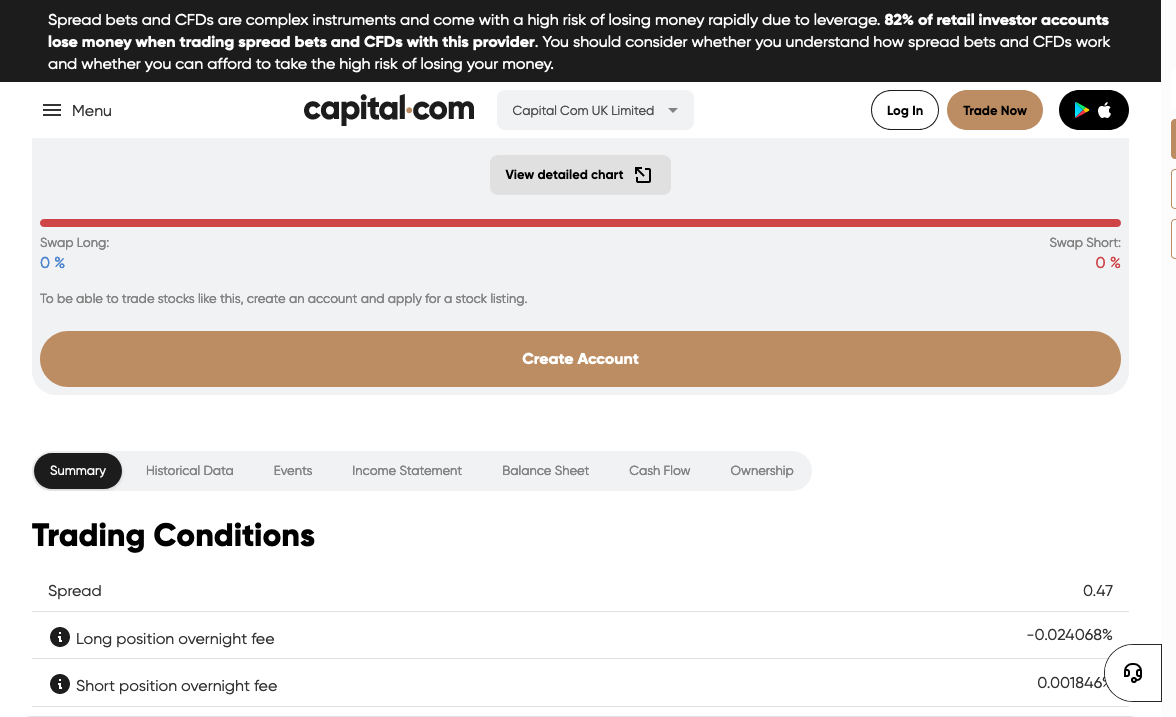 Spread bets and CFDs are complex instruments and come with a high risk of losing money rapidly due to leverage. 82% of retail investor accounts
lose money when trading spread bets and CFDs with this provider. You should consider whether you understand how spread bets and CFDs work
and whether you can afford to take the high risk of losing your money.
Menu
capital.com
Capital Com UK Limited
Log In
Trade Now
View detailed chart
Swap Long:
Swap Short:
0 %
0 %
To be able to trade stocks like this, create an account and apply for a stock listing.
Create Account
Summary
Historical Data
Events
Income Statement
Balance Sheet
Cash Flow
Ownership
Trading Conditions
Spread
0.47
Long position overnight fee
-0.024068%
Short position overnight fee
0.001846%